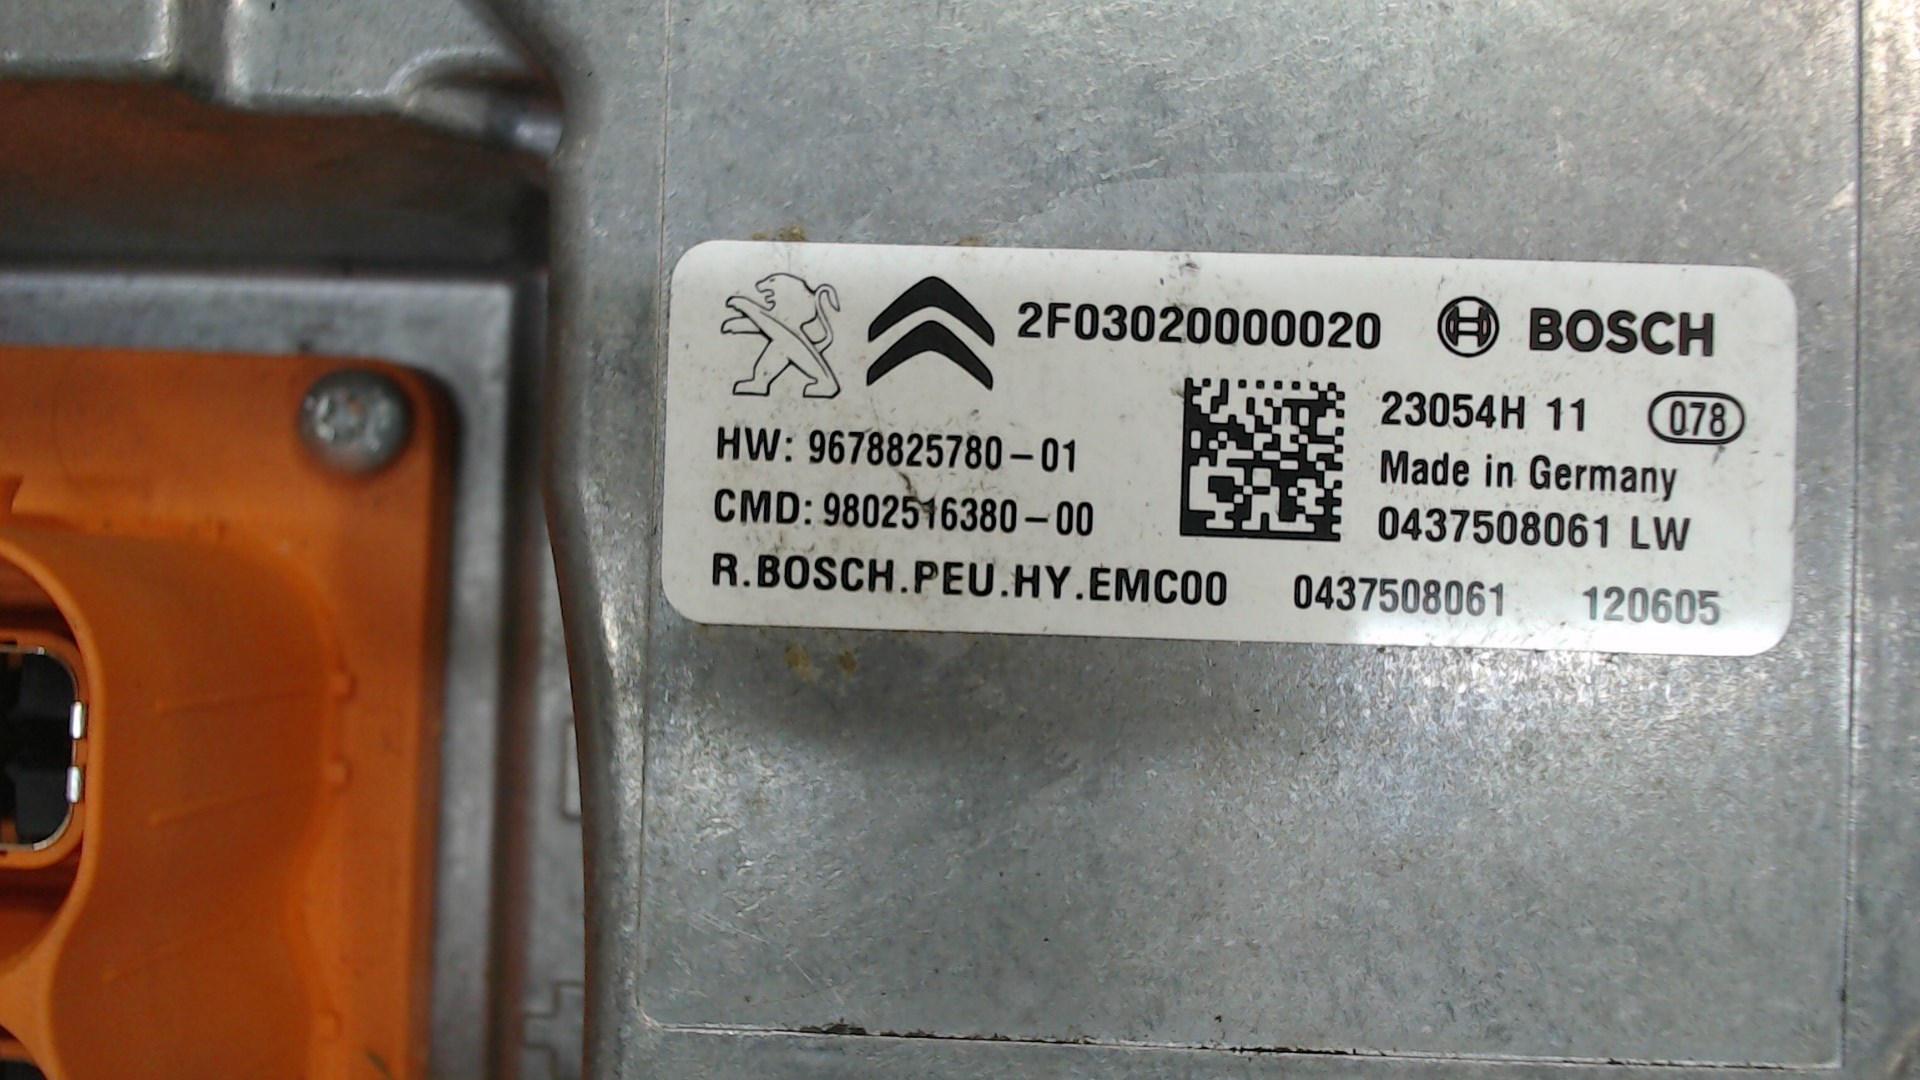 2F03020000020 BOSCH
23054H 11 078
HW: 9678825780-01 Made in Germany
CMD: 9802516380-00 0437508061 LW
R.BOSCH.PEU.HY.EMC00 0437508061 120605